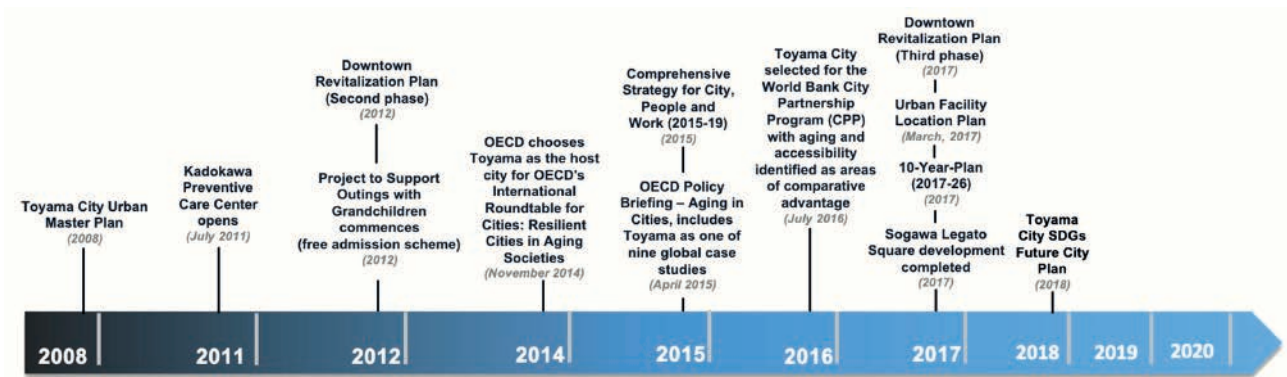 Toyama City Urban
Master Plan
(2008)
Kadokawa
Preventive
Care Center
opens
(July 2011)
Downtown
Revitalization Plan
(Second phase)
(2012)
Project to Support
Outings with
Grandchildren
commences
(free admission scheme)
(2012)
OECD chooses
Toyama as the host
city for OECD's
International
Roundtable for
Cities: Resilient
Cities in Aging
Societies
(November 2014)
Comprehensive
Strategy for City,
People and
Work (2015-19)
(2015)
OECD Policy
Briefing – Aging in
Cities, includes
Toyama as one of
nine global case
studies
(April 2015)
Toyama City
selected for the
World Bank City
Partnership
Program (CPP)
with aging and
accessibility
identified as areas
of comparative
advantage
(July 2016)
Downtown
Revitalization Plan
(Third phase)
(2017)
Urban Facility
Location Plan
(March, 2017)
10-Year-Plan
(2017-26)
(2017)
Sogawa Legato
Square development
completed
(2017)
Toyama
City SDGs
Future City
Plan
(2018)
2008
2011
2012
2014
2015
2016
2017
2018
2019
2020